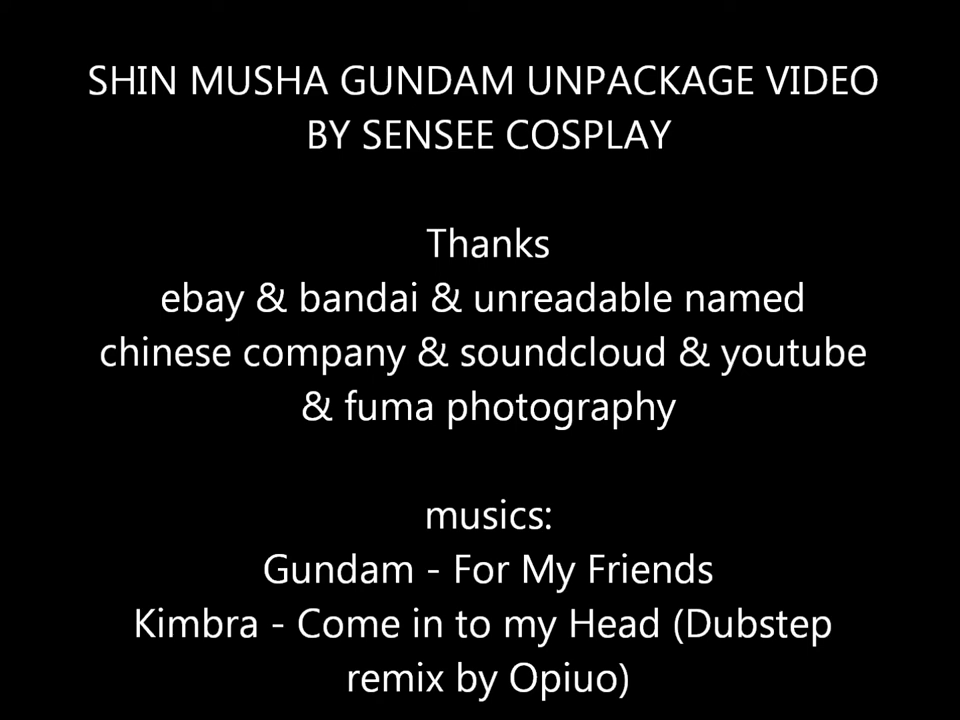 SHIN MUSHA GUNDAM UNPACKAGE VIDEO
BY SENSEE COSPLAY
Thanks
ebay & bandai & unreadable named
chinese company & soundcloud & youtube
& fuma photography
musics:
Gundam - For My Friends
Kimbra - Come in to my Head (Dubstep
remix by Opiuo)